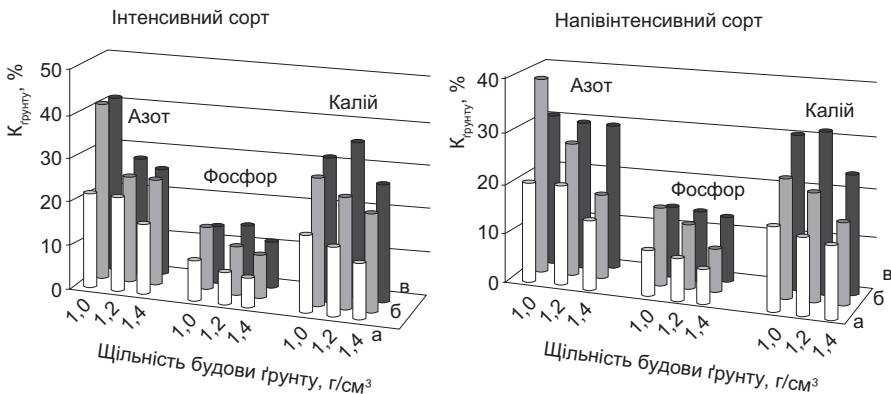 Інтенсивний сорт
К_ґрунту, %
50
40
30
20
10
0
Азот
Фосфор
Калій
1,0
1,2
1,4
1,0
1,2
1,4
1,0
1,2
1,4
в
б
а
Щільність будови ґрунту, г/см³
Напівінтенсивний сорт
К_ґрунту, %
40
30
20
10
0
Азот
Фосфор
Калій
1,0
1,2
1,4
1,0
1,2
1,4
1,0
1,2
1,4
в
б
а
Щільність будови ґрунту, г/см³